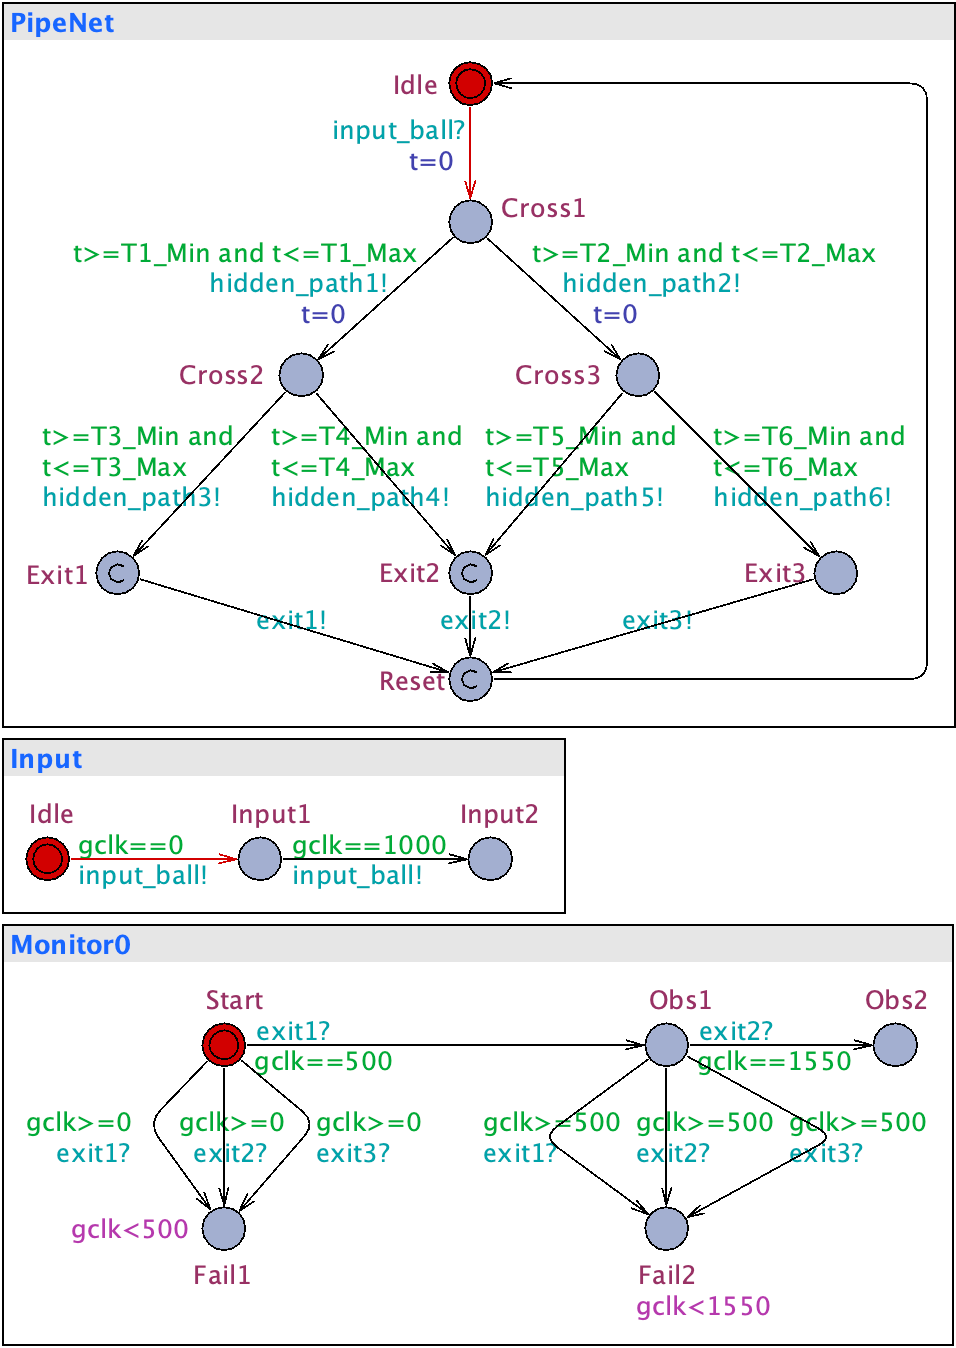 PipeNet
Idle
input_ball?
t=0
Cross1
t>=T1_Min and t<=T1_Max
hidden_path1!
t=0
t>=T2_Min and t<=T2_Max
hidden_path2!
t=0
Cross2
Cross3
t>=T3_Min and
t<=T3_Max
hidden_path3!
t>=T4_Min and
t<=T4_Max
hidden_path4!
t>=T5_Min and
t<=T5_Max
hidden_path5!
t>=T6_Min and
t<=T6_Max
hidden_path6!
Exit1
C
Exit2
C
Exit3
exit1!
exit2!
exit3!
Reset
C
Input
Idle
Input1
Input2
gclk==0
input_ball!
gclk==1000
input_ball!
Monitor0
Start
Obs1
Obs2
exit1?
gclk==500
exit2?
gclk==1550
gclk>=0
exit1?
gclk>=0
exit2?
gclk>=0
exit3?
gclk>=500
exit1?
gclk>=500
exit2?
gclk>=500
exit3?
gclk<500
Fail1
Fail2
gclk<1550